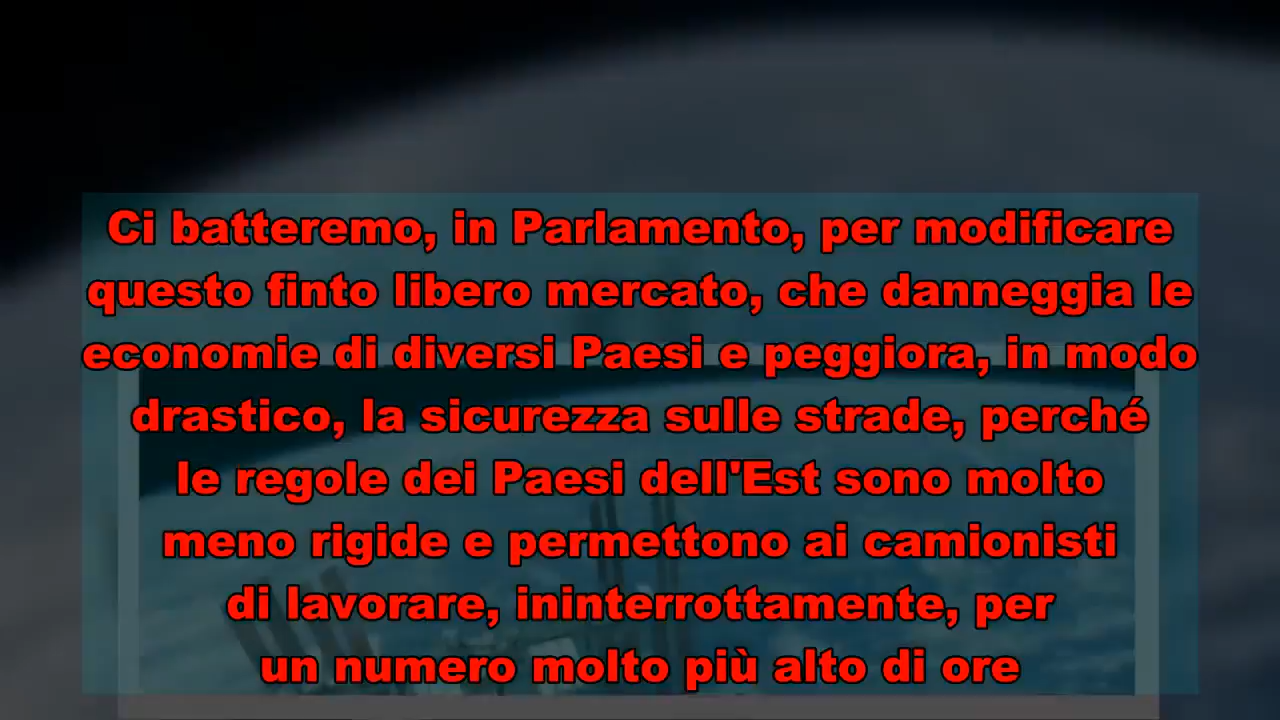 Ci batteremo, in Parlamento, per modificare
questo finto libero mercato, che danneggia le
economie di diversi Paesi e peggiora, in modo
drastico, la sicurezza sulle strade, perché
le regole dei Paesi dell'Est sono molto
meno rigide e permettono ai camionisti
di lavorare, ininterrottamente, per
un numero molto più alto di ore